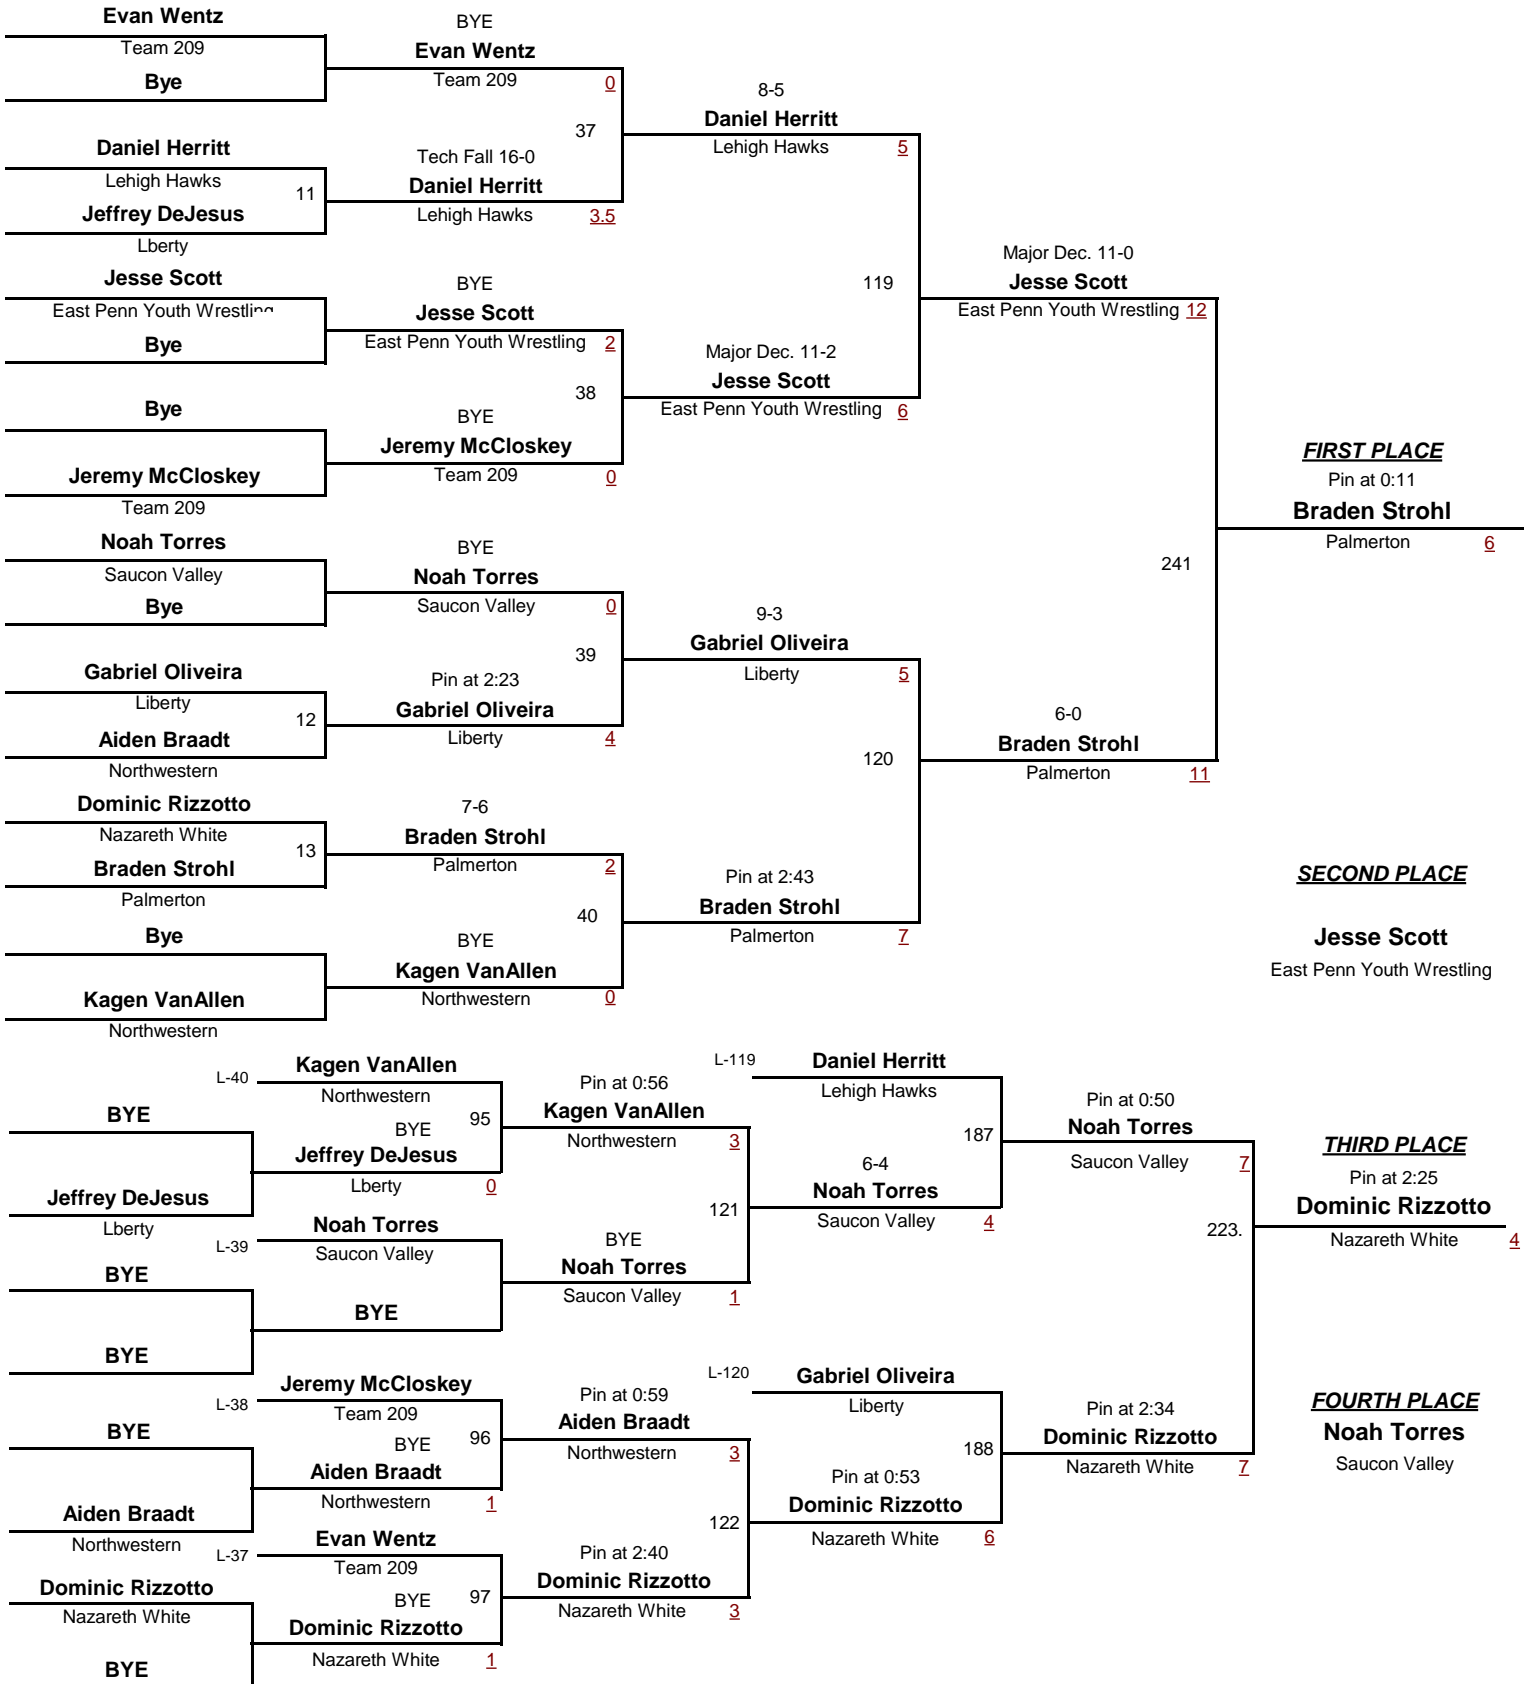 Evan Wentz
Team 209
Bye
Daniel Herritt
Lehigh Hawks
11
Jeffrey DeJesus
Lberty
Jesse Scott
East Penn Youth Wrestling
Bye
Bye
Jeremy McCloskey
Team 209
Noah Torres
Saucon Valley
Bye
Gabriel Oliveira
Liberty
12
Aiden Braadt
Northwestern
Dominic Rizzotto
Nazareth White
13
Braden Strohl
Palmerton
Bye
Kagen VanAllen
Northwestern
BYE
Evan Wentz
Team 209 0
37
Tech Fall 16-0
Daniel Herritt
Lehigh Hawks 3.5
BYE
Jesse Scott
East Penn Youth Wrestling 2
38
BYE
Jeremy McCloskey
Team 209 0
BYE
Noah Torres
Saucon Valley 0
39
Pin at 2:23
Gabriel Oliveira
Liberty 4
7-6
Braden Strohl
Palmerton 2
40
BYE
Kagen VanAllen
Northwestern 0
8-5
Daniel Herritt
Lehigh Hawks 5
119
Major Dec. 11-2
Jesse Scott
East Penn Youth Wrestling 6
9-3
Gabriel Oliveira
Liberty 5
120
Pin at 2:43
Braden Strohl
Palmerton 7
Major Dec. 11-0
Jesse Scott
East Penn Youth Wrestling 12
241
6-0
Braden Strohl
Palmerton 11
FIRST PLACE
Pin at 0:11
Braden Strohl
Palmerton 6
SECOND PLACE
Jesse Scott
East Penn Youth Wrestling
BYE
Jeffrey DeJesus
Lberty
BYE
BYE
BYE
Aiden Braadt
Northwestern
Dominic Rizzotto
Nazareth White
BYE
L-40
Kagen VanAllen
Northwestern
95
BYE
Jeffrey DeJesus
Lberty 0
L-39
Noah Torres
Saucon Valley
BYE
L-38
Jeremy McCloskey
Team 209
96
BYE
Aiden Braadt
Northwestern 1
L-37
Evan Wentz
Team 209
97
BYE
Dominic Rizzotto
Nazareth White 1
Pin at 0:56
Kagen VanAllen
Northwestern 3
121
BYE
Noah Torres
Saucon Valley 1
Pin at 0:59
Aiden Braadt
Northwestern 3
122
Pin at 2:40
Dominic Rizzotto
Nazareth White 3
L-119
Daniel Herritt
Lehigh Hawks
187
6-4
Noah Torres
Saucon Valley 4
L-120
Gabriel Oliveira
Liberty
188
Pin at 0:53
Dominic Rizzotto
Nazareth White 6
Pin at 0:50
Noah Torres
Saucon Valley 7
223.
Pin at 2:34
Dominic Rizzotto
Nazareth White 7
THIRD PLACE
Pin at 2:25
Dominic Rizzotto
Nazareth White 4
FOURTH PLACE
Noah Torres
Saucon Valley